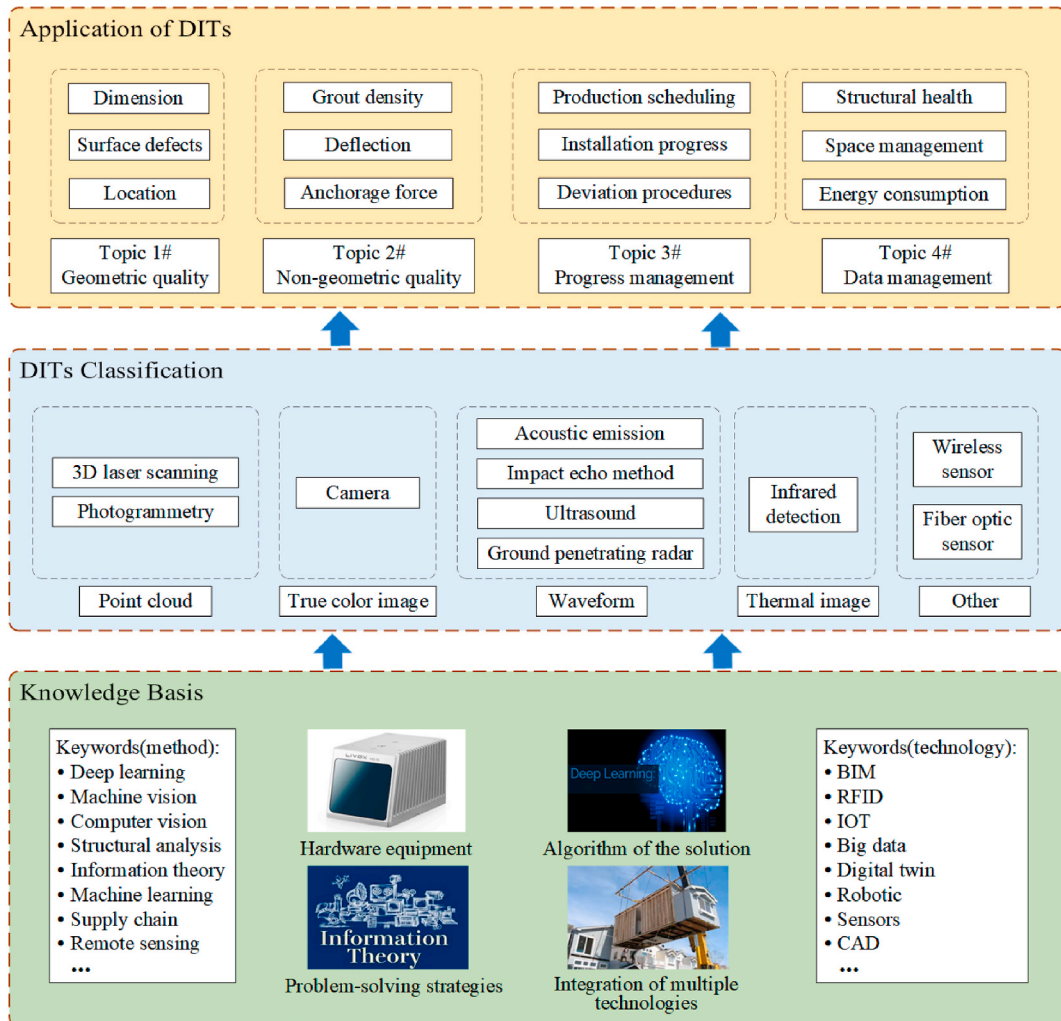 Application of DITs
Dimension
Surface defects
Location
Topic 1#
Geometric quality
Grout density
Deflection
Anchorage force
Topic 2#
Non-geometric quality
Production scheduling
Installation progress
Deviation procedures
Topic 3#
Progress management
Structural health
Space management
Energy consumption
Topic 4#
Data management
DITs Classification
3D laser scanning
Photogrammetry
Point cloud
Camera
True color image
Acoustic emission
Impact echo method
Ultrasound
Ground penetrating radar
Waveform
Infrared
detection
Thermal image
Wireless
sensor
Fiber optic
sensor
Other
Knowledge Basis
Keywords(method):
• Deep learning
• Machine vision
• Computer vision
• Structural analysis
• Information theory
• Machine learning
• Supply chain
• Remote sensing
...
LIVOX
Hardware equipment
Deep Learning:
Algorithm of the solution
Information
Theory
Problem-solving strategies
Integration of multiple
technologies
Keywords(technology):
• BIM
• RFID
• IOT
• Big data
• Digital twin
• Robotic
• Sensors
• CAD
...